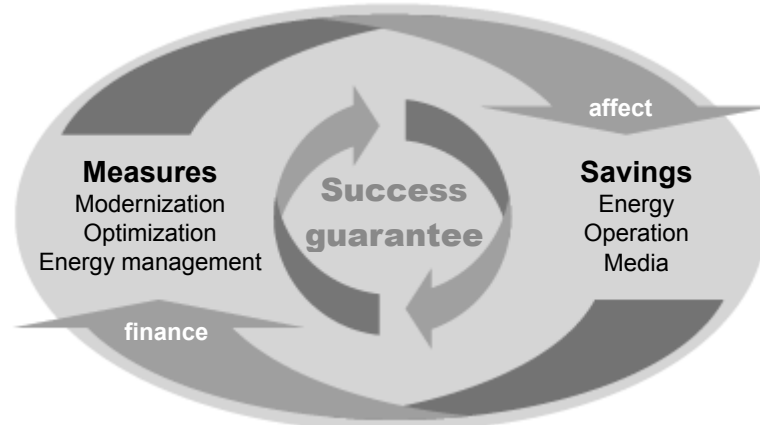 affect
Measures
Modernization
Optimization
Energy management
Success
guarantee
Savings
Energy
Operation
Media
finance